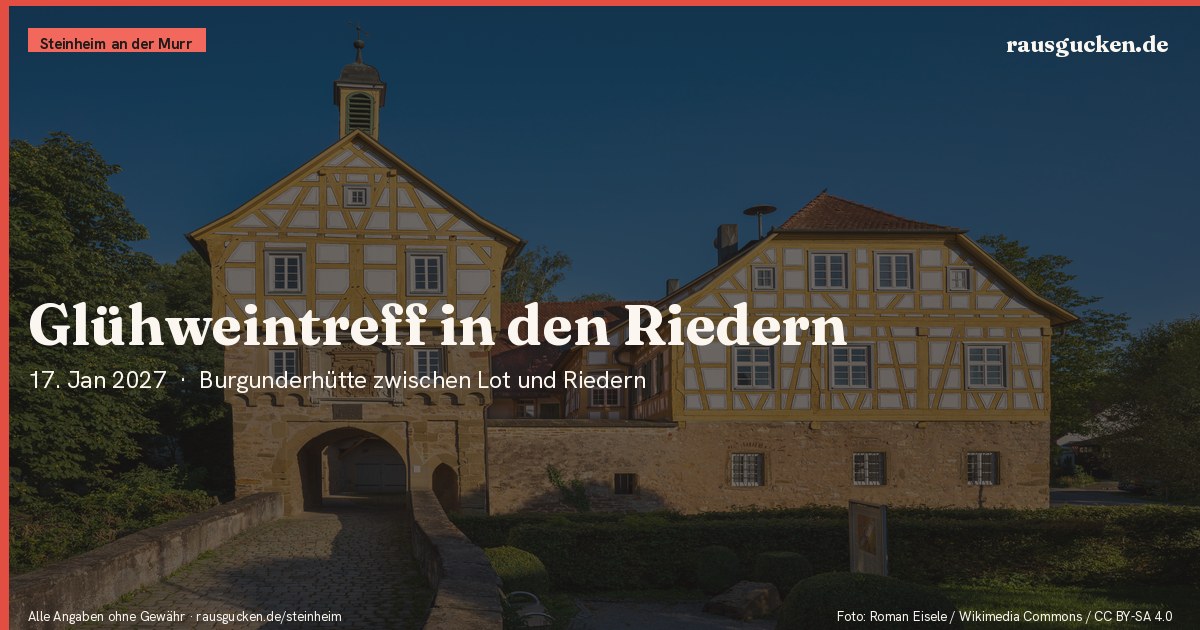 Steinheim an der Murr
rausgucken.de
Glühweintreff in den Riedern
17. Jan 2027 · Burgunderhütte zwischen Lot und Riedern
Alle Angaben ohne Gewähr · rausgucken.de/steinheim
Foto: Roman Eisele / Wikimedia Commons / CC BY-SA 4.0